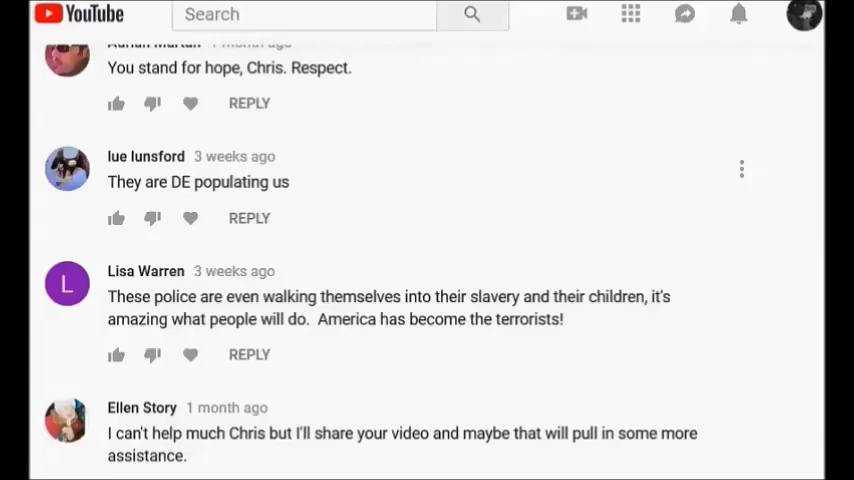 YouTube
Search
You stand for hope, Chris. Respect.
REPLY
lue lunsford 3 weeks ago
They are DE populating us
REPLY
L
Lisa Warren 3 weeks ago
These police are even walking themselves into their slavery and their children, it's
amazing what people will do. America has become the terrorists!
REPLY
Ellen Story 1 month ago
I can't help much Chris but I'll share your video and maybe that will pull in some more
assistance.